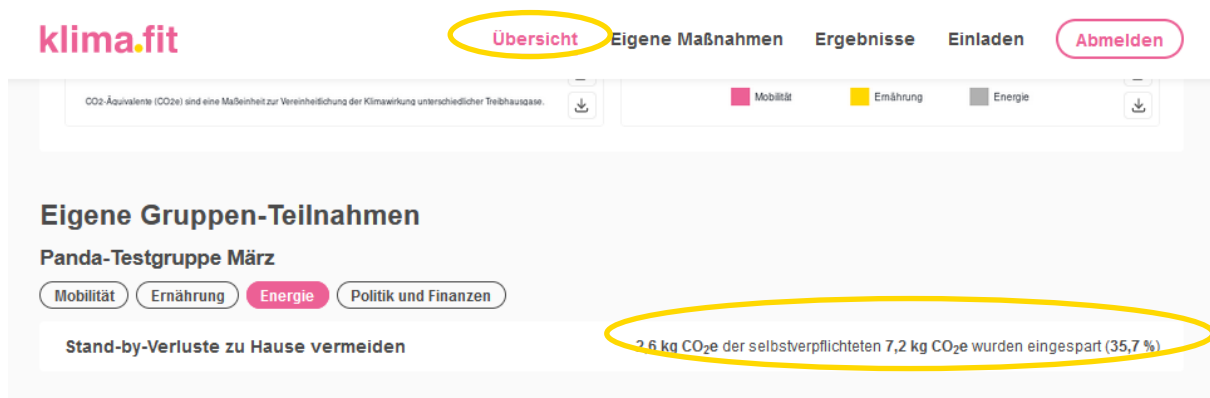 klima.fit
Übersicht Eigene Maßnahmen Ergebnisse Einladen Abmelden
CO2-Äquivalente (CO2e) sind eine Maßeinheit zur Vereinheitlichung der Klimawirkung unterschiedlicher Treibhausgase.
Mobilität Ernährung Energie
Eigene Gruppen-Teilnahmen
Panda-Testgruppe März
Mobilität Ernährung Energie Politik und Finanzen
Stand-by-Verluste zu Hause vermeiden
2,6 kg CO₂e der selbstverpflichteten 7,2 kg CO₂e wurden eingespart (35,7 %)